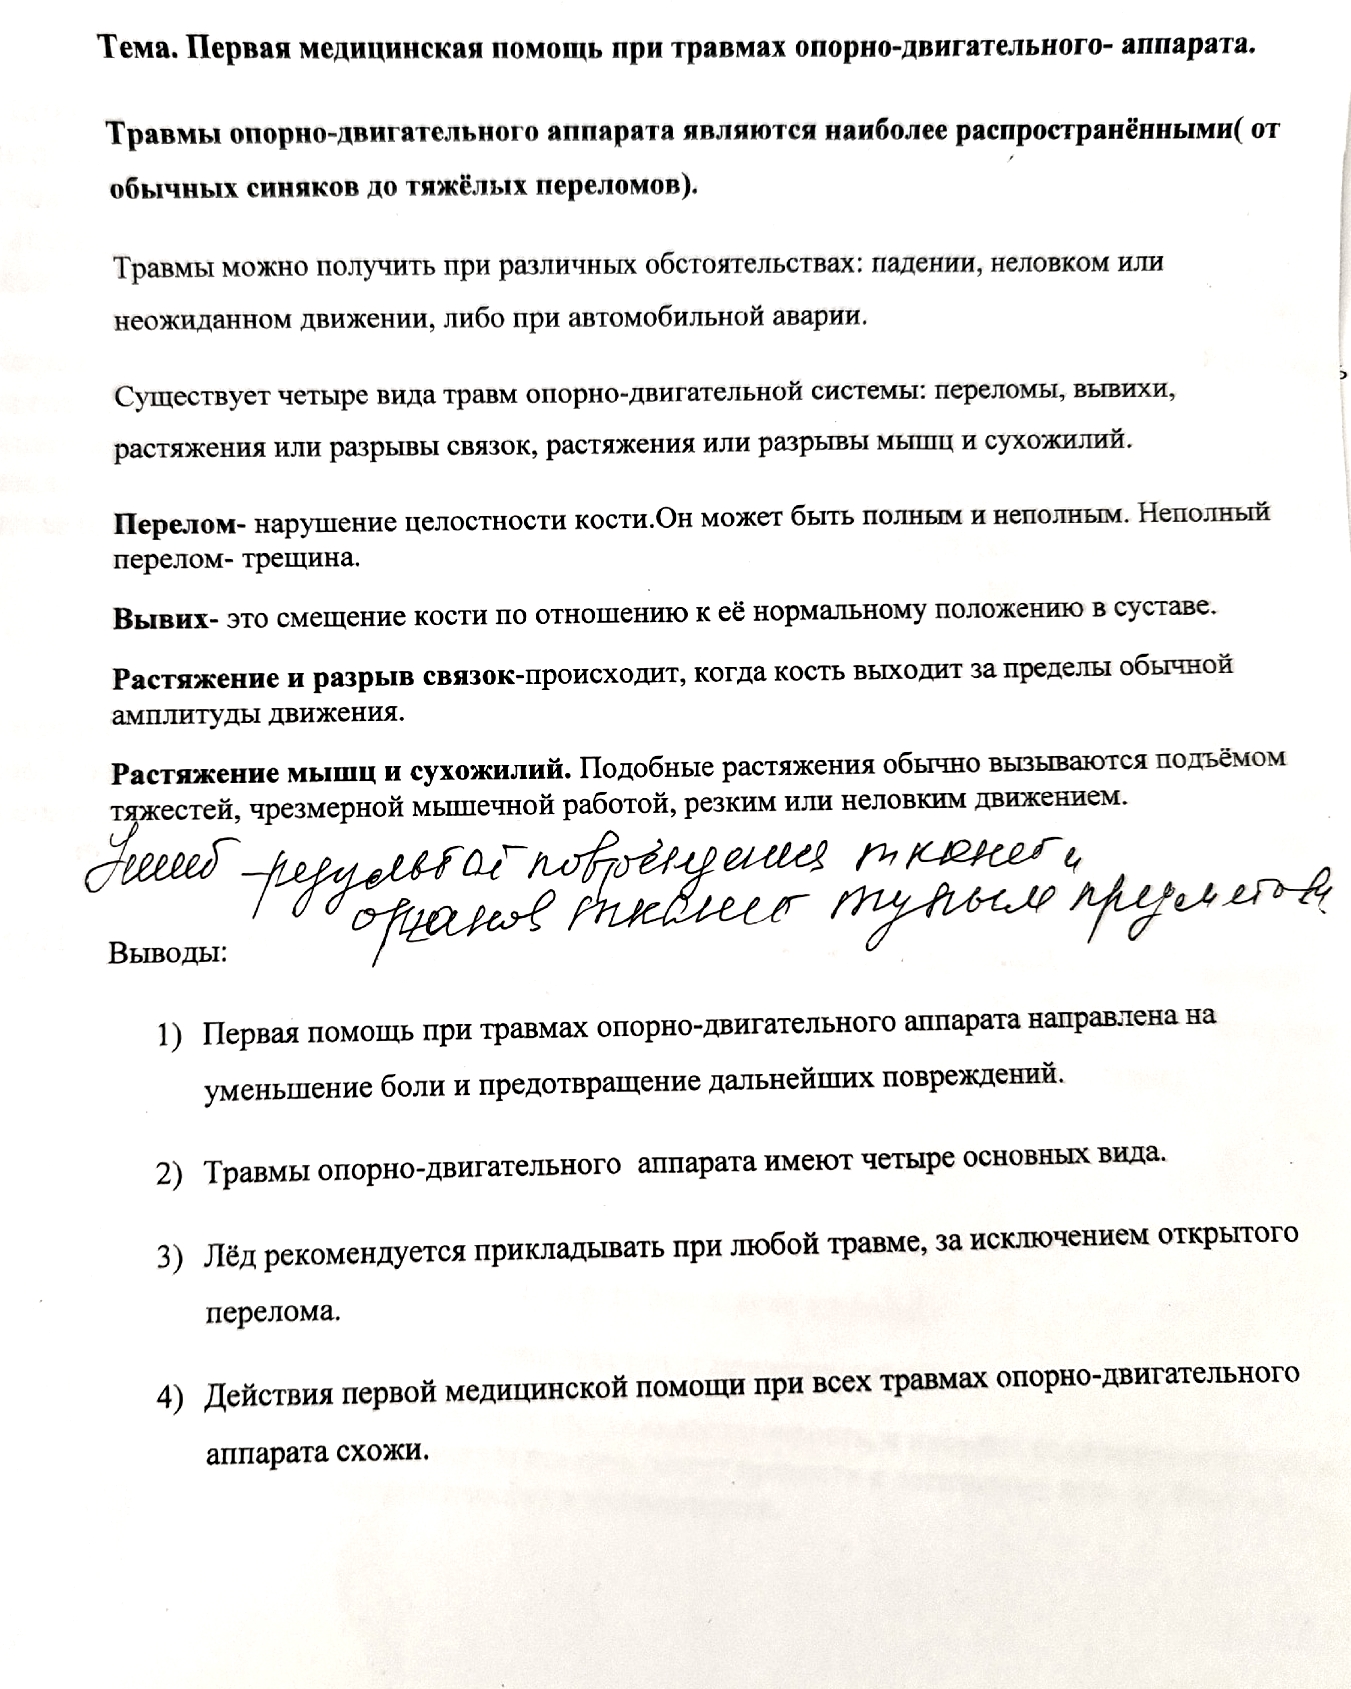 Тема. Первая медицинская помощь при травмах опорно-двигательного- аппарата.
Травмы опорно-двигательного аппарата являются наиболее распространёнными( от
обычных синяков до тяжёлых переломов).
Травмы можно получить при различных обстоятельствах: падении, неловком или
неожиданном движении, либо при автомобильной аварии.
Существует четыре вида травм опорно-двигательной системы: переломы, вывихи,
растяжения или разрывы связок, растяжения или разрывы мышц и сухожилий.
Перелом- нарушение целостности кости.Он может быть полным и неполным. Неполный
перелом- трещина.
Вывих- это смещение кости по отношению к её нормальному положению в суставе.
Растяжение и разрыв связок-происходит, когда кость выходит за пределы обычной
амплитуды движения.
Растяжение мышц и сухожилий. Подобные растяжения обычно вызываются подъёмом
тяжестей, чрезмерной мышечной работой, резким или неловким движением.
Ушиб - результат повреждения тканей и
органов тупым предметом
Выводы:
1) Первая помощь при травмах опорно-двигательного аппарата направлена на
уменьшение боли и предотвращение дальнейших повреждений.
2) Травмы опорно-двигательного аппарата имеют четыре основных вида.
3) Лёд рекомендуется прикладывать при любой травме, за исключением открытого
перелома.
4) Действия первой медицинской помощи при всех травмах опорно-двигательного
аппарата схожи.